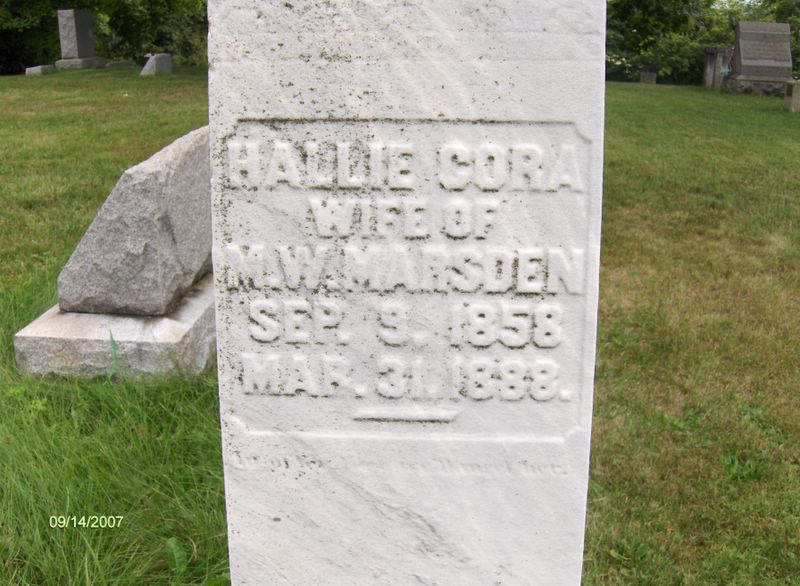 HALLIE CORA
WIFE OF
M.W. MARSDEN
SEP. 9. 1858
MAR. 31. 1888.
09/14/2007